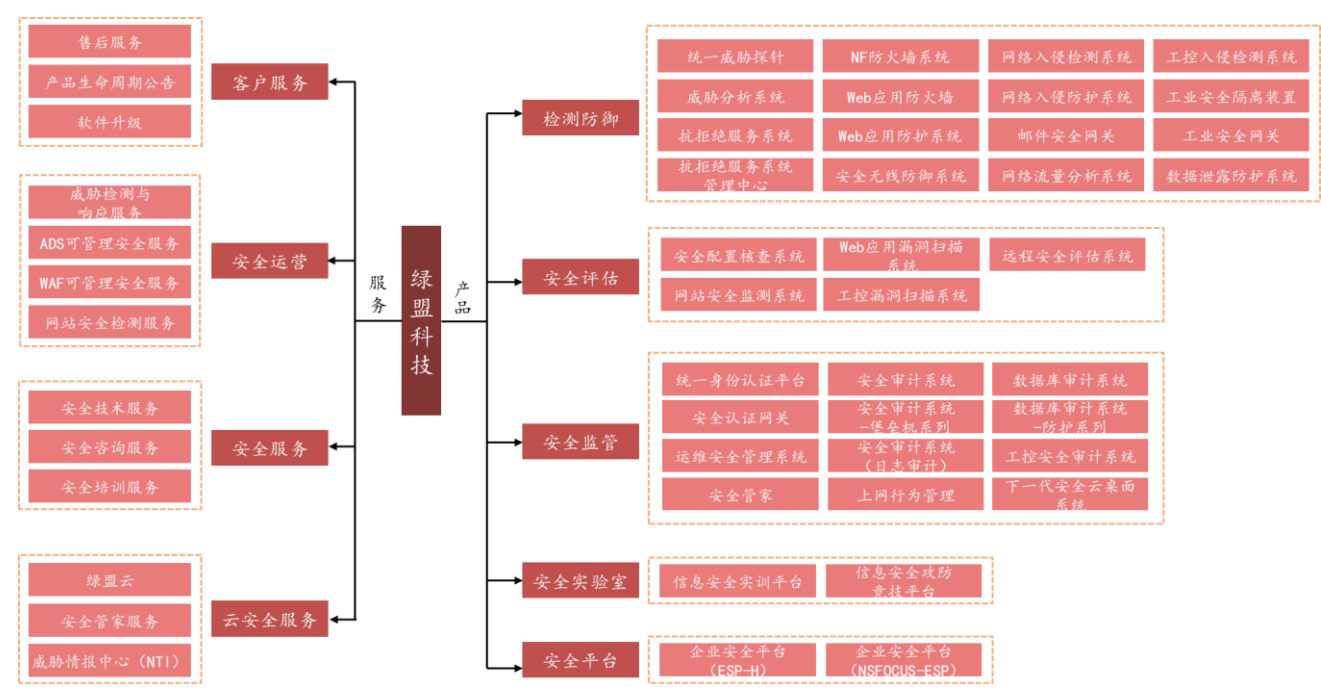 售后服务
产品生命周期公告
软件升级
客户服务
威胁检测与
响应服务
ADS可管理安全服务
WAF可管理安全服务
网站安全检测服务
安全运营
安全技术服务
安全咨询服务
安全培训服务
安全服务
绿盟云
安全管家服务
威胁情报中心（NTI）
云安全服务
服务
绿盟科技
产品
检测防御
统一威胁探针
NF防火墙系统
网络入侵检测系统
工控入侵检测系统
威胁分析系统
Web应用防火墙
网络入侵防护系统
工业安全隔离装置
抗拒绝服务系统
Web应用防护系统
邮件安全网关
工业安全网关
抗拒绝服务系统
管理中心
安全无线防御系统
网络流量分析系统
数据泄露防护系统
安全评估
安全配置核查系统
Web应用漏洞扫描
系统
远程安全评估系统
网站安全监测系统
工控漏洞扫描系统
安全监管
统一身份认证平台
安全审计系统
数据库审计系统
安全认证网关
安全审计系统
-堡垒机系列
数据库审计系统
-防护系列
运维安全管理系统
安全审计系统
（日志审计）
工控安全审计系统
安全管家
上网行为管理
下一代安全云桌面
系统
安全实验室
信息安全实训平台
信息安全攻防
竞技平台
安全平台
企业安全平台
（ESP-H）
企业安全平台
（NSFOCUS-ESP）